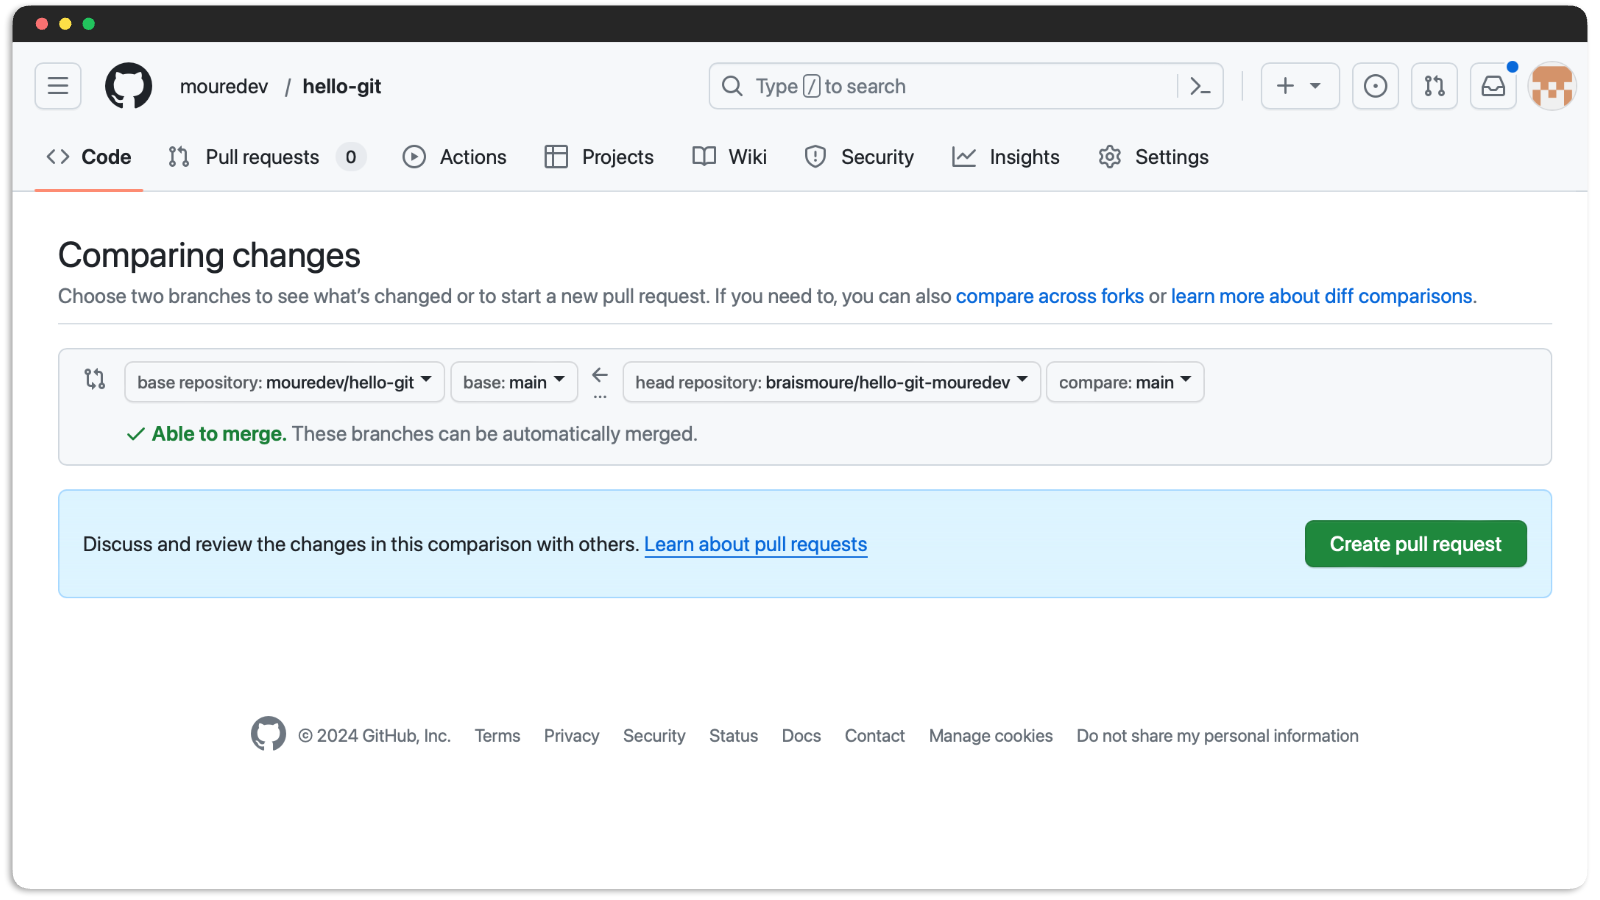 mouredev / hello-git
Type / to search
Code Pull requests 0 Actions Projects Wiki Security Insights Settings
Comparing changes
Choose two branches to see what's changed or to start a new pull request. If you need to, you can also compare across forks or learn more about diff comparisons.
base repository: mouredev/hello-git base: main ... head repository: braismoure/hello-git-mouredev compare: main
Able to merge. These branches can be automatically merged.
Discuss and review the changes in this comparison with others. Learn about pull requests Create pull request
© 2024 GitHub, Inc. Terms Privacy Security Status Docs Contact Manage cookies Do not share my personal information